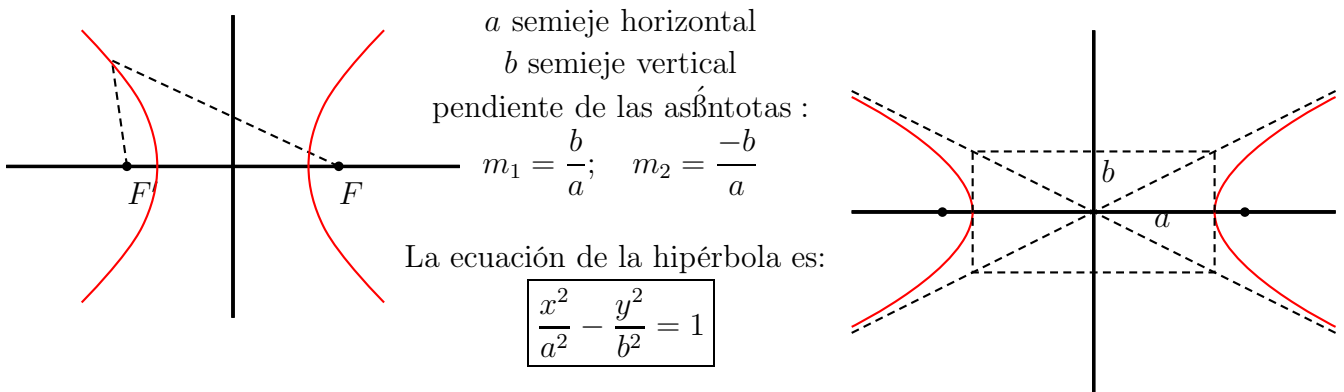 a semieje horizontal
b semieje vertical
pendiente de las asßńtotas :
m₁ = b/a; m₂ = -b/a
La ecuación de la hipérbola es:
x²/a² − y²/b² = 1
F' F
b
a